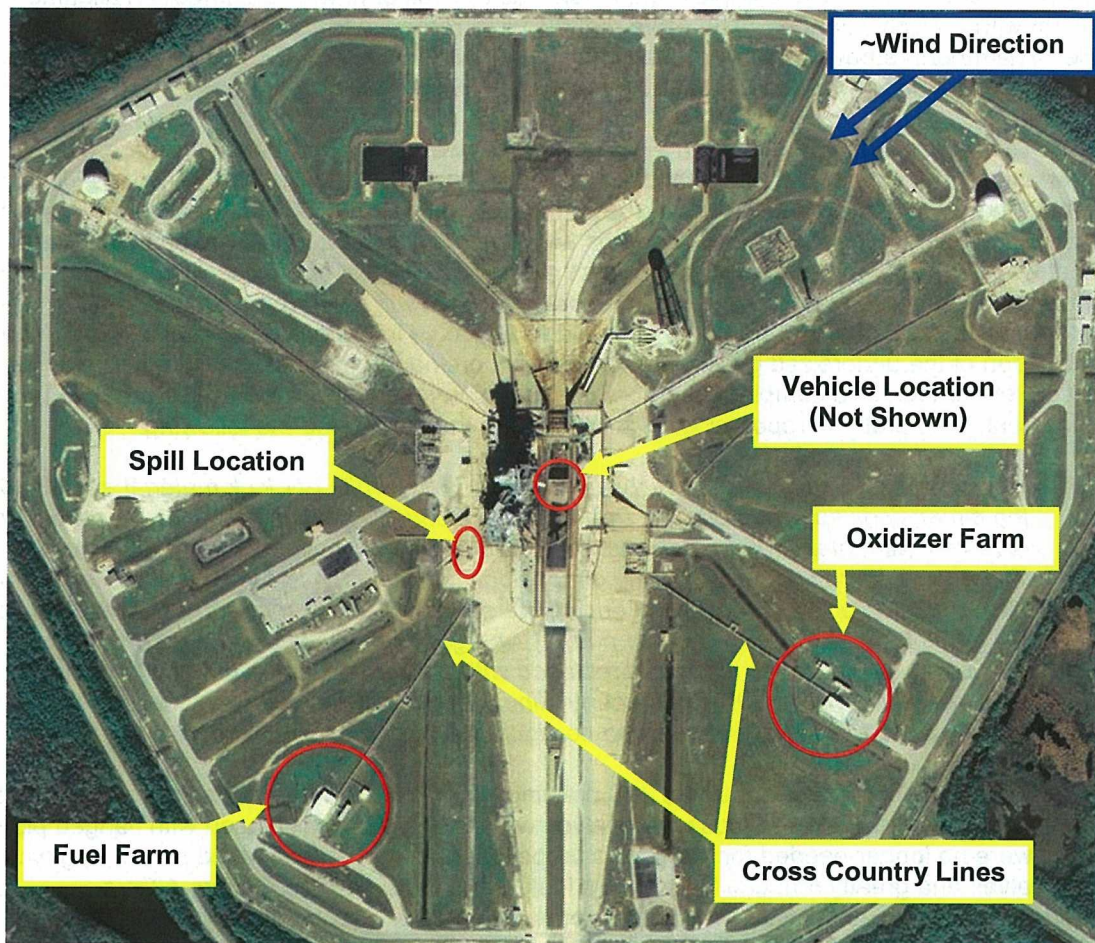 ~Wind Direction
Vehicle Location
(Not Shown)
Spill Location
Oxidizer Farm
Fuel Farm
Cross Country Lines